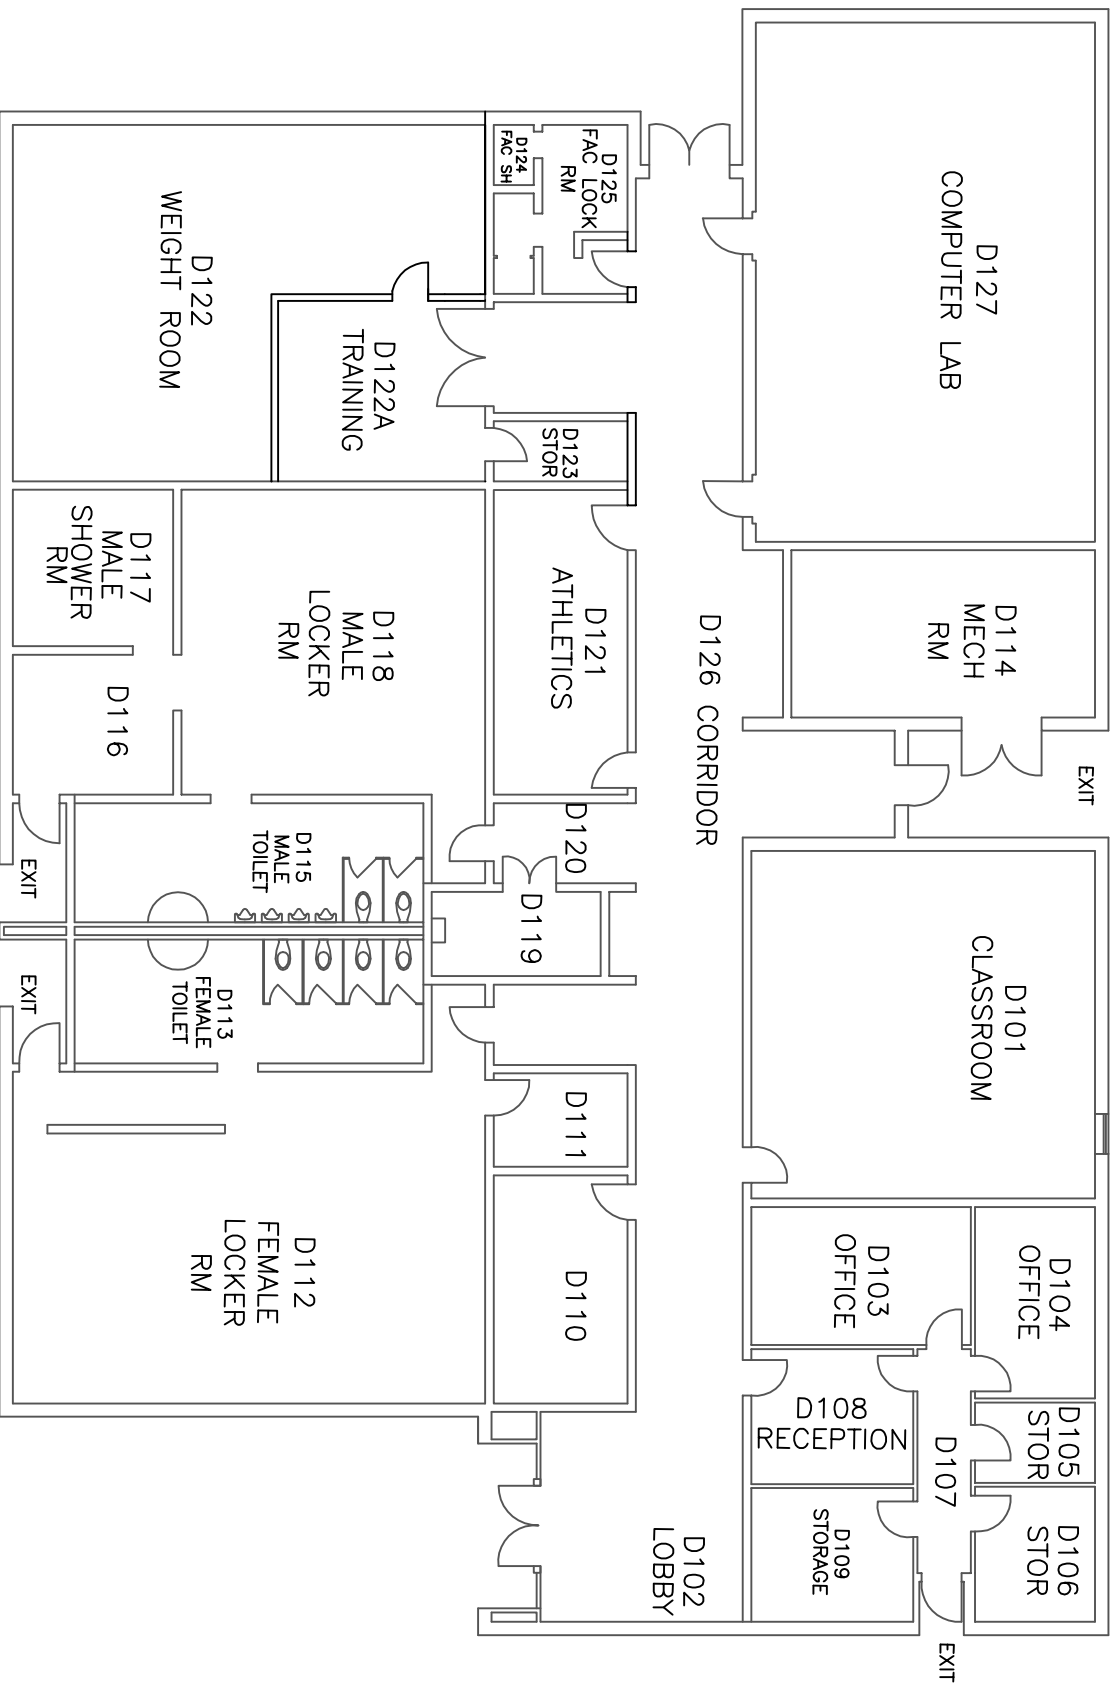 D127
COMPUTER LAB
D125
FAC LOCK
RM
D124
FAC SH
D122
WEIGHT ROOM
D122A
TRAINING
D123
STOR
D114
MECH
RM
EXIT
D126 CORRIDOR
D121
ATHLETICS
D118
MALE
LOCKER
RM
D117
MALE
SHOWER
RM
D116
EXIT
D120
D119
D115
MALE
TOILET
D101
CLASSROOM
D113
FEMALE
TOILET
EXIT
D111
D110
D112
FEMALE
LOCKER
RM
D104
OFFICE
D103
OFFICE
D105
STOR
D108
RECEPTION
D107
D106
STOR
D109
STORAGE
D102
LOBBY
EXIT